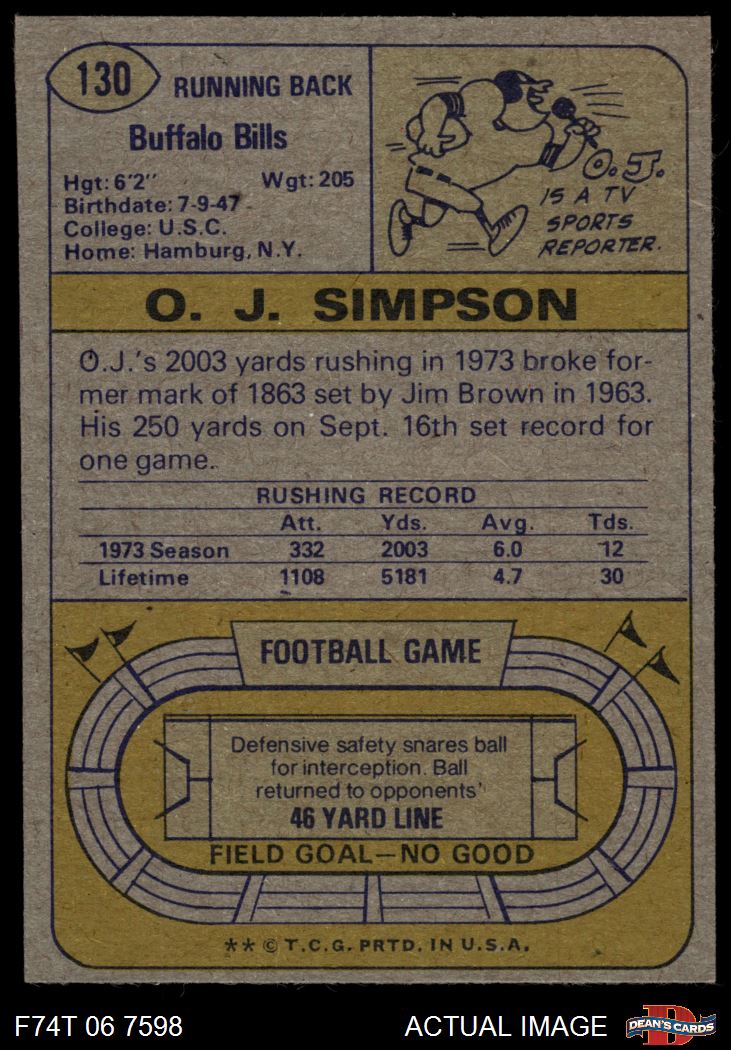 130
RUNNING BACK
Buffalo Bills
Hgt: 6'2" Wgt: 205
Birthdate: 7-9-47
College: U.S.C.
Home: Hamburg, N.Y.
O. J.
IS A TV
SPORTS
REPORTER.
O. J. SIMPSON
O.J.'s 2003 yards rushing in 1973 broke for-
mer mark of 1863 set by Jim Brown in 1963.
His 250 yards on Sept. 16th set record for
one game.
RUSHING RECORD
Att. Yds. Avg. Tds.
1973 Season 332 2003 6.0 12
Lifetime 1108 5181 4.7 30
FOOTBALL GAME
Defensive safety snares ball
for interception. Ball
returned to opponents'
46 YARD LINE
FIELD GOAL—NO GOOD
** © T.C.G. PRTD. IN U.S.A.
F74T 06 7598 ACTUAL IMAGE
D
DEAN'S CARDS